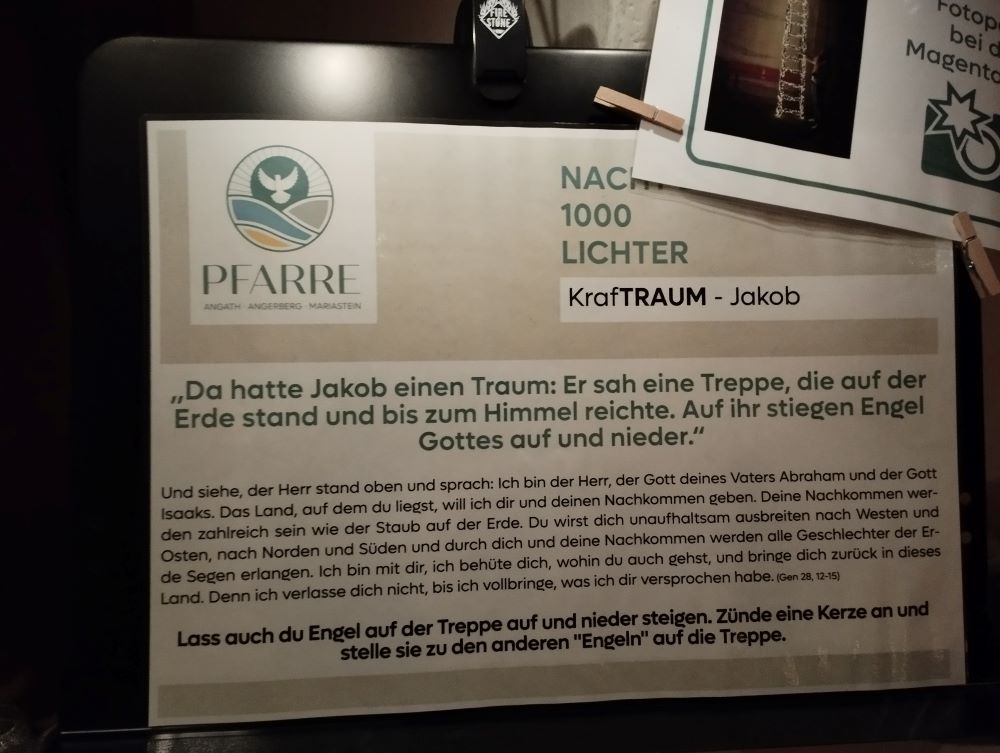 FIRE
STONE
Fotop
bei d
Magenta
PFARRE
ANGATH · ANGERBERG · MARIASTEIN
NACHT
1000
LICHTER
KrafTRAUM - Jakob
„Da hatte Jakob einen Traum: Er sah eine Treppe, die auf der
Erde stand und bis zum Himmel reichte. Auf ihr stiegen Engel
Gottes auf und nieder.“
Und siehe, der Herr stand oben und sprach: Ich bin der Herr, der Gott deines Vaters Abraham und der Gott
Isaaks. Das Land, auf dem du liegst, will ich dir und deinen Nachkommen geben. Deine Nachkommen wer-
den zahlreich sein wie der Staub auf der Erde. Du wirst dich unaufhaltsam ausbreiten nach Westen und
Osten, nach Norden und Süden und durch dich und deine Nachkommen werden alle Geschlechter der Er-
de Segen erlangen. Ich bin mit dir, ich behüte dich, wohin du auch gehst, und bringe dich zurück in dieses
Land. Denn ich verlasse dich nicht, bis ich vollbringe, was ich dir versprochen habe. (Gen 28, 12-15)
Lass auch du Engel auf der Treppe auf und nieder steigen. Zünde eine Kerze an und
stelle sie zu den anderen "Engeln" auf die Treppe.